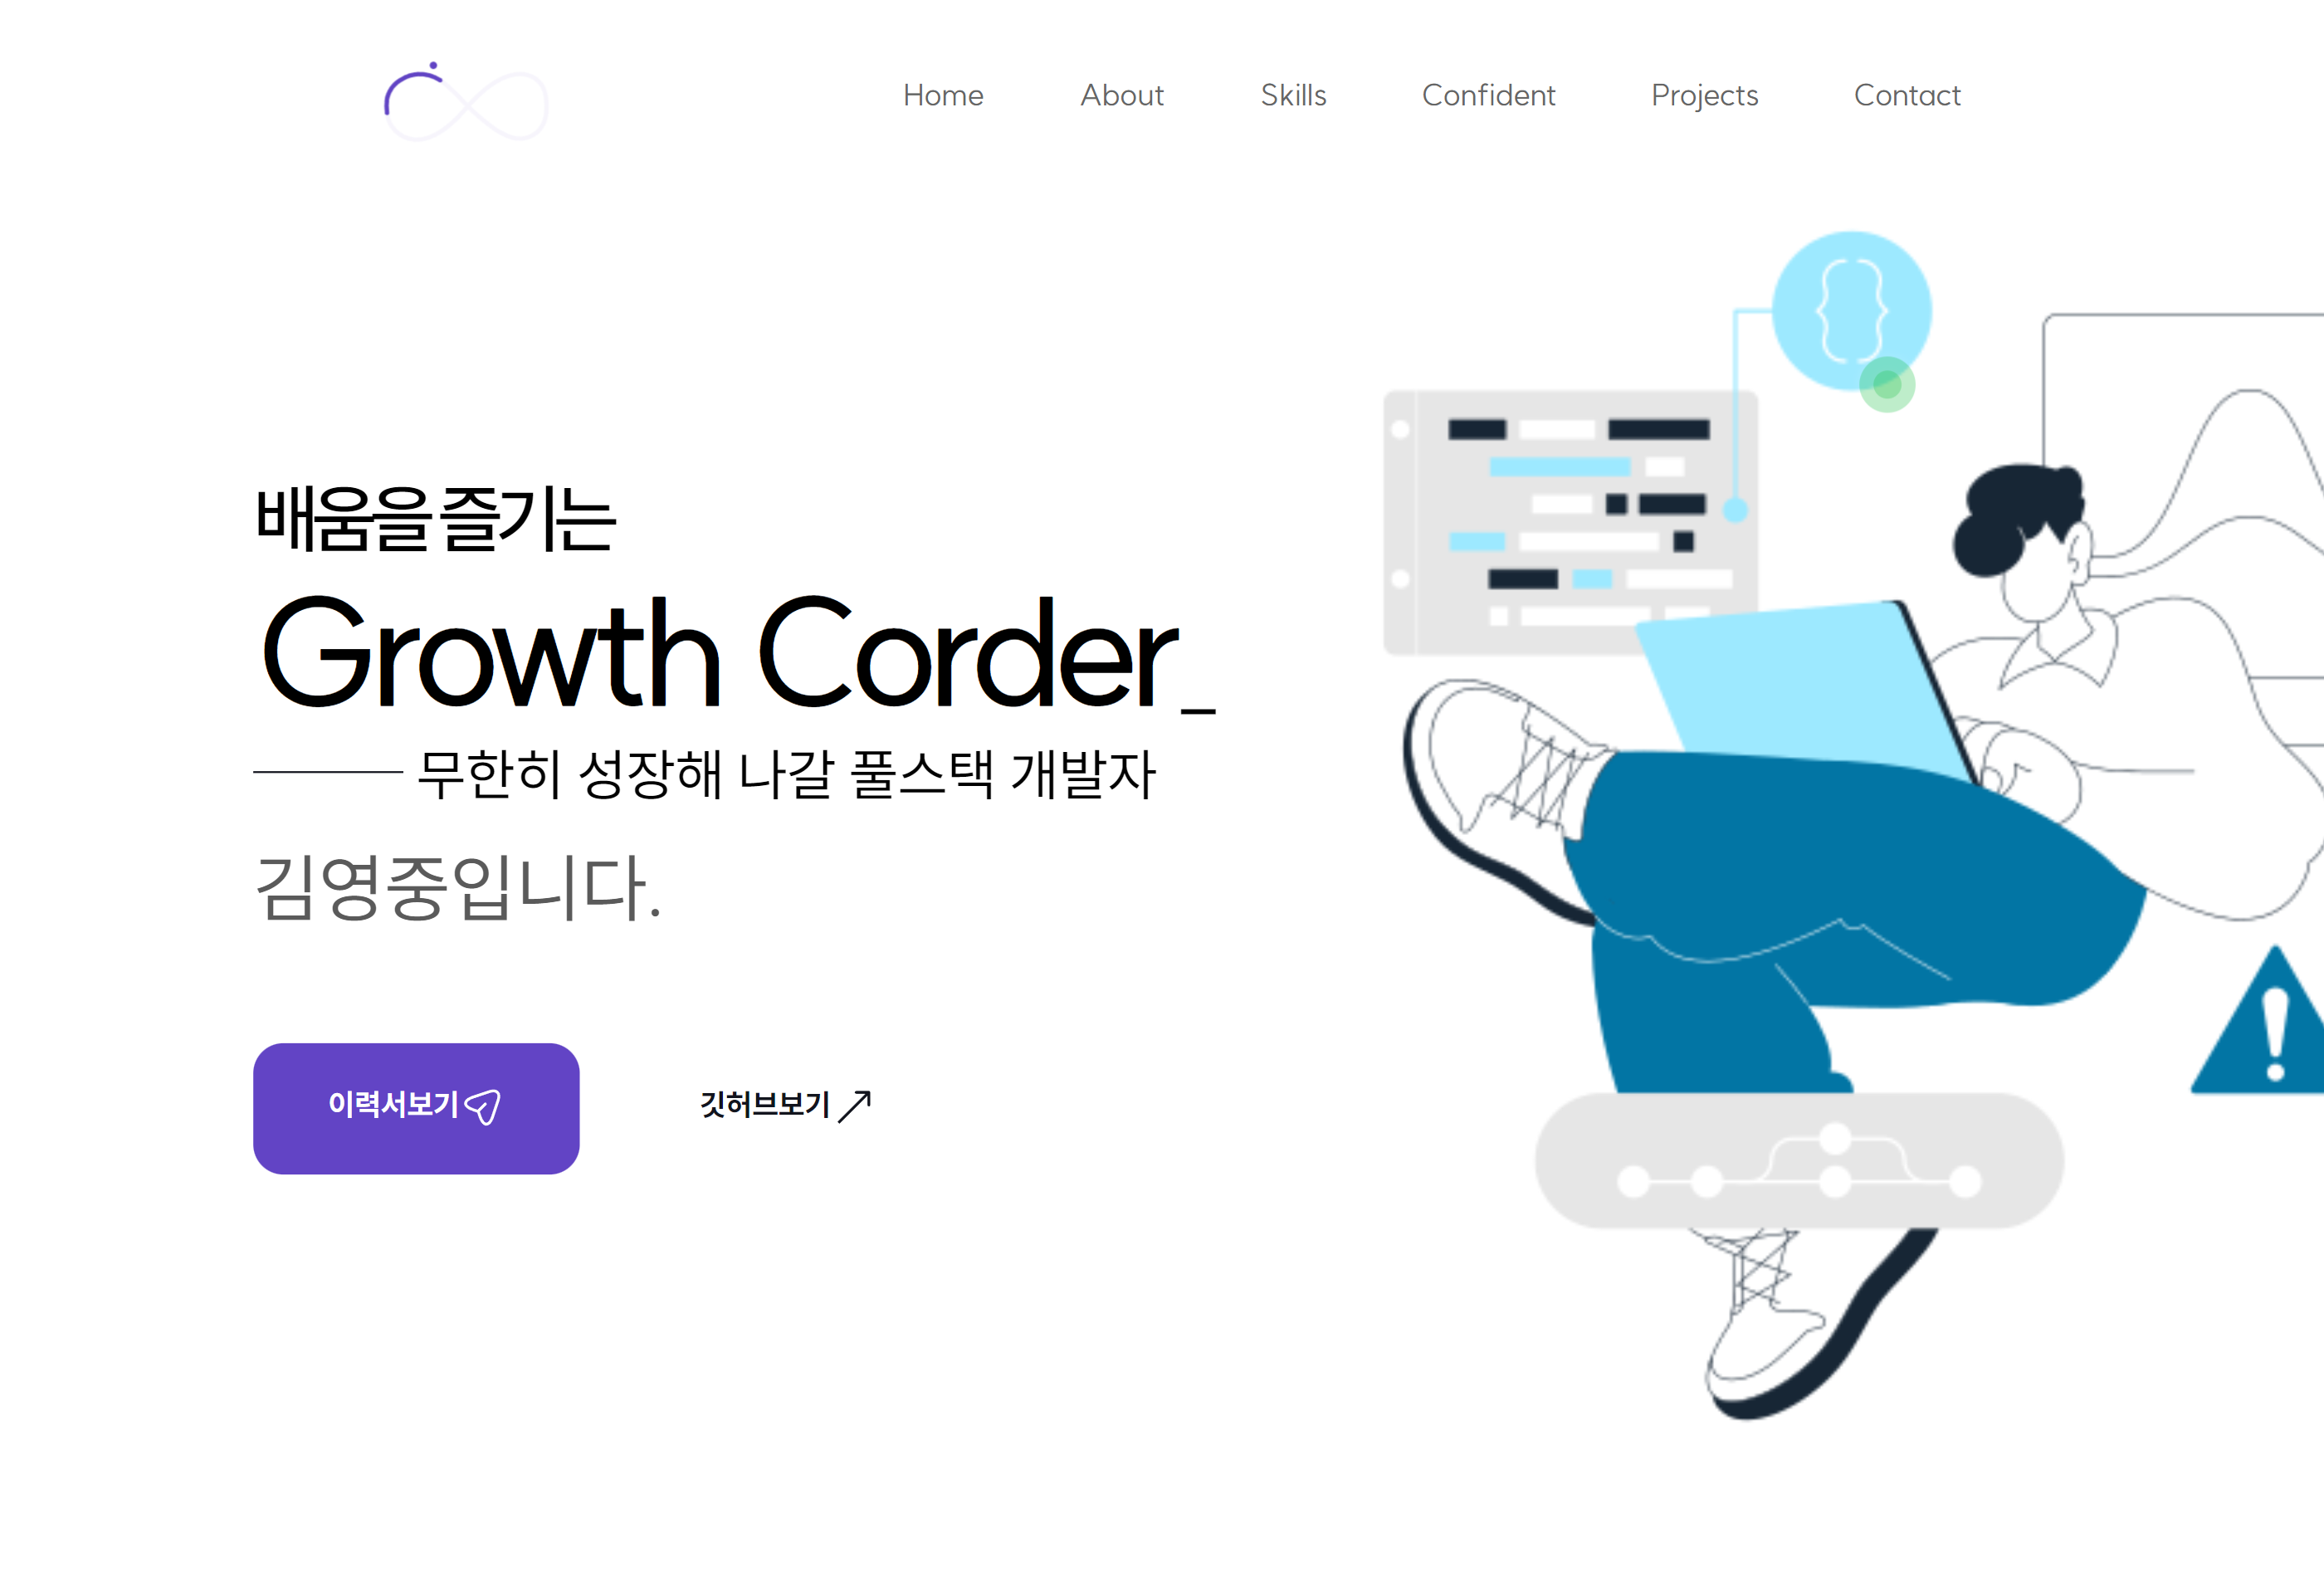 Home About Skills Confident Projects Contact
배움을 즐기는
Growth Corder_
무한히 성장해 나갈 풀스택 개발자
김영중입니다.
이력서보기 깃허브보기